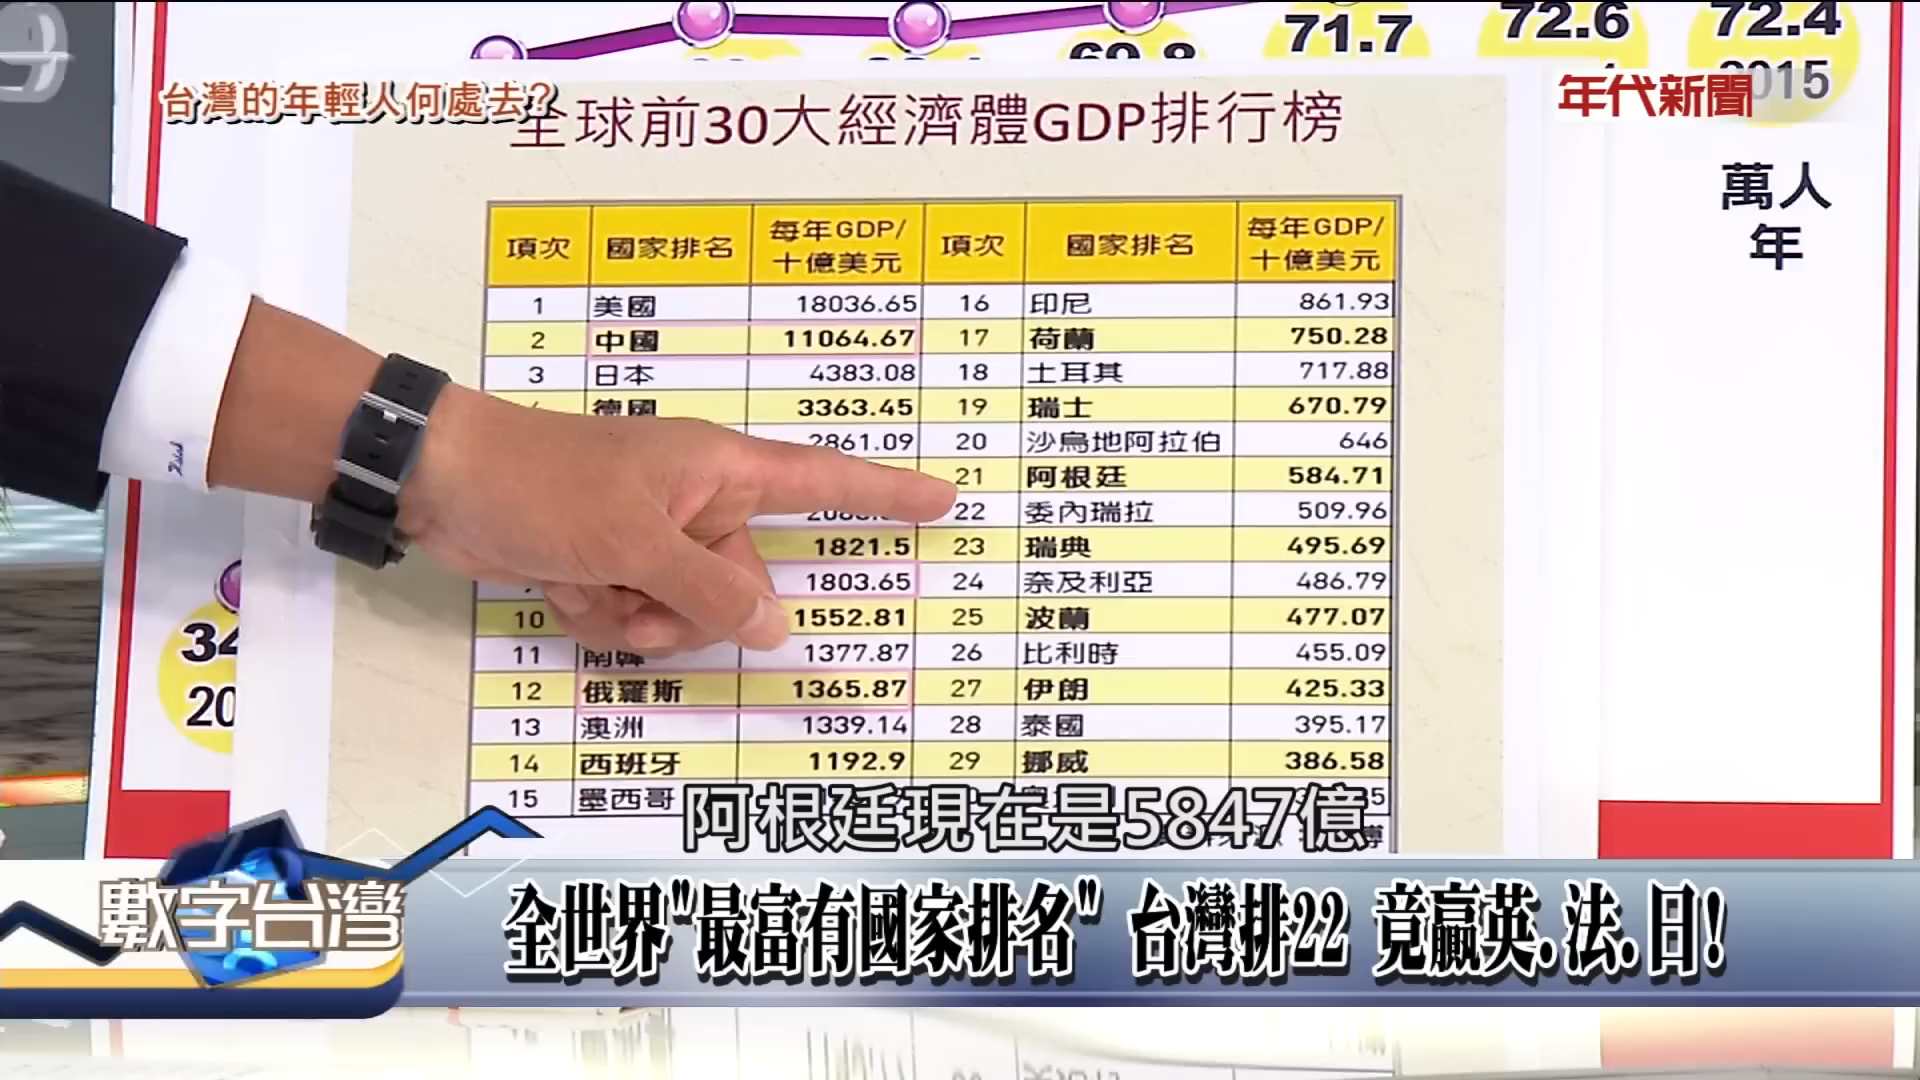 71.7
72.6
72.4
69.8
2015
台灣的年輕人何處去?
年代新聞
全球前30大經濟體GDP排行榜
萬人
年
項次 國家排名 每年GDP/十億美元 項次 國家排名 每年GDP/十億美元
1 美國 18036.65 16 印尼 861.93
2 中國 11064.67 17 荷蘭 750.28
3 日本 4383.08 18 土耳其 717.88
德國 3363.45 19 瑞士 670.79
2861.09 20 沙烏地阿拉伯 646
21 阿根廷 584.71
22 委內瑞拉 509.96
1821.5 23 瑞典 495.69
1803.65 24 奈及利亞 486.79
10 1552.81 25 波蘭 477.07
11 南韓 1377.87 26 比利時 455.09
12 俄羅斯 1365.87 27 伊朗 425.33
13 澳洲 1339.14 28 泰國 395.17
14 西班牙 1192.9 29 挪威 386.58
15 墨西哥
34
20
阿根廷現在是5847億
數字台灣
全世界"最富有國家排名" 台灣排22 竟贏英.法.日!